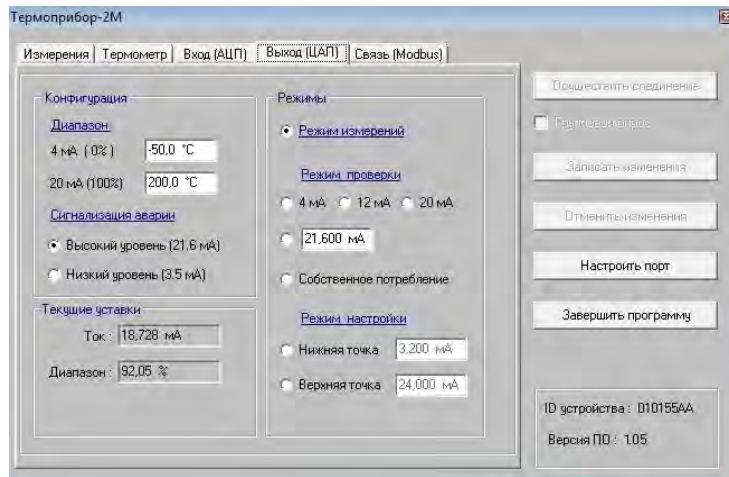 Термоприбор-2М
Измерения Термометр Вход (АЦП) Выход (ЦАП) Связь (Modbus)
Конфигурация
Диапазон
4 мА ( 0% ) -50,0 °C
20 мА (100%) 200,0 °C
Сигнализация аварии
Высокий уровень (21,6 мА)
Низкий уровень (3.5 мА)
Текущие уставки
Ток : 18,728 мА
Диапазон : 92,05 %
Режимы
Режим измерений
Режим проверки
4 мА 12 мА 20 мА
21,600 мА
Собственное потребление
Режим настройки
Нижняя точка 3,200 мА
Верхняя точка 24,000 мА
Осуществить соединение
Групповой опрос
Записать изменения
Отменить изменения
Настроить порт
Завершить программу
ID устройства : 010155AA
Версия ПО : 1.05